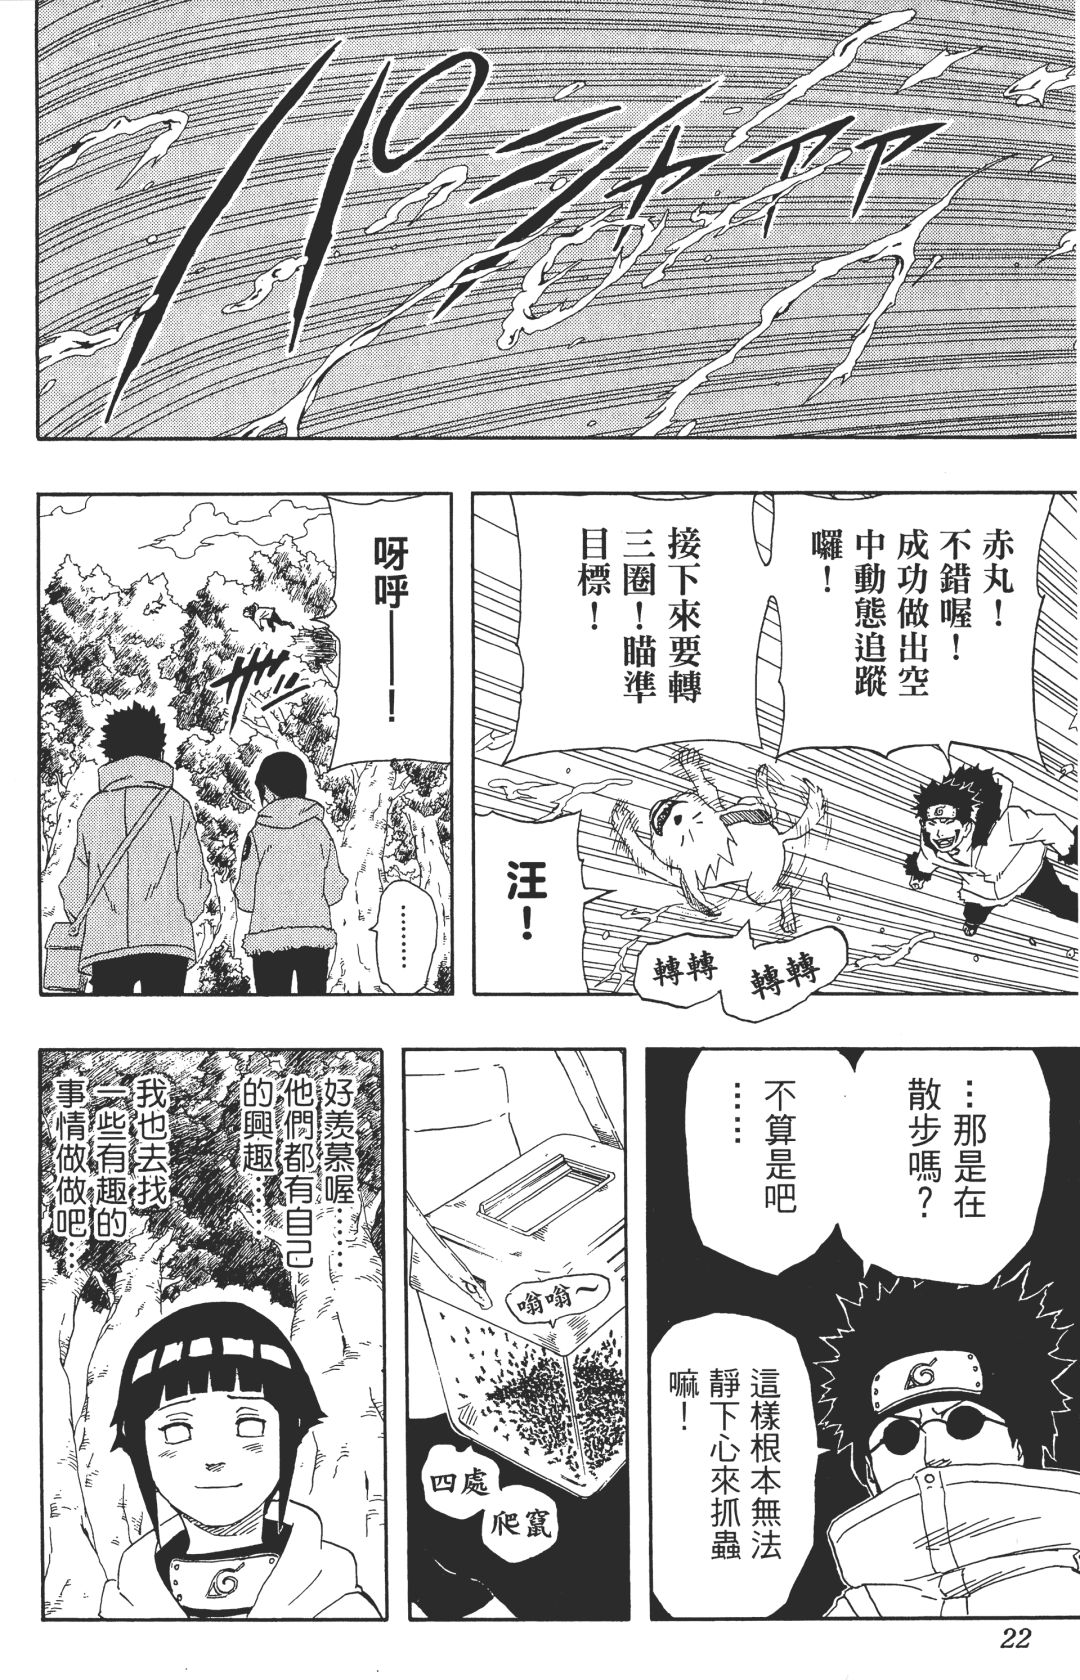 パシャァァ
赤丸！
不錯喔！
成功做出空
中動態追蹤
囉！
接下來要轉
三圈！瞄準
目標！
轉轉
轉轉
汪！
呀呼——！
ザザッ
………
…那是在
散步嗎？
不算是吧
……
這樣根本無法
靜下心來抓蟲
嘛！
嗡嗡～
四處
爬竄
好羨慕喔……
他們都有自己
的興趣……
我也去找
一些有趣的
事情做做吧…
22